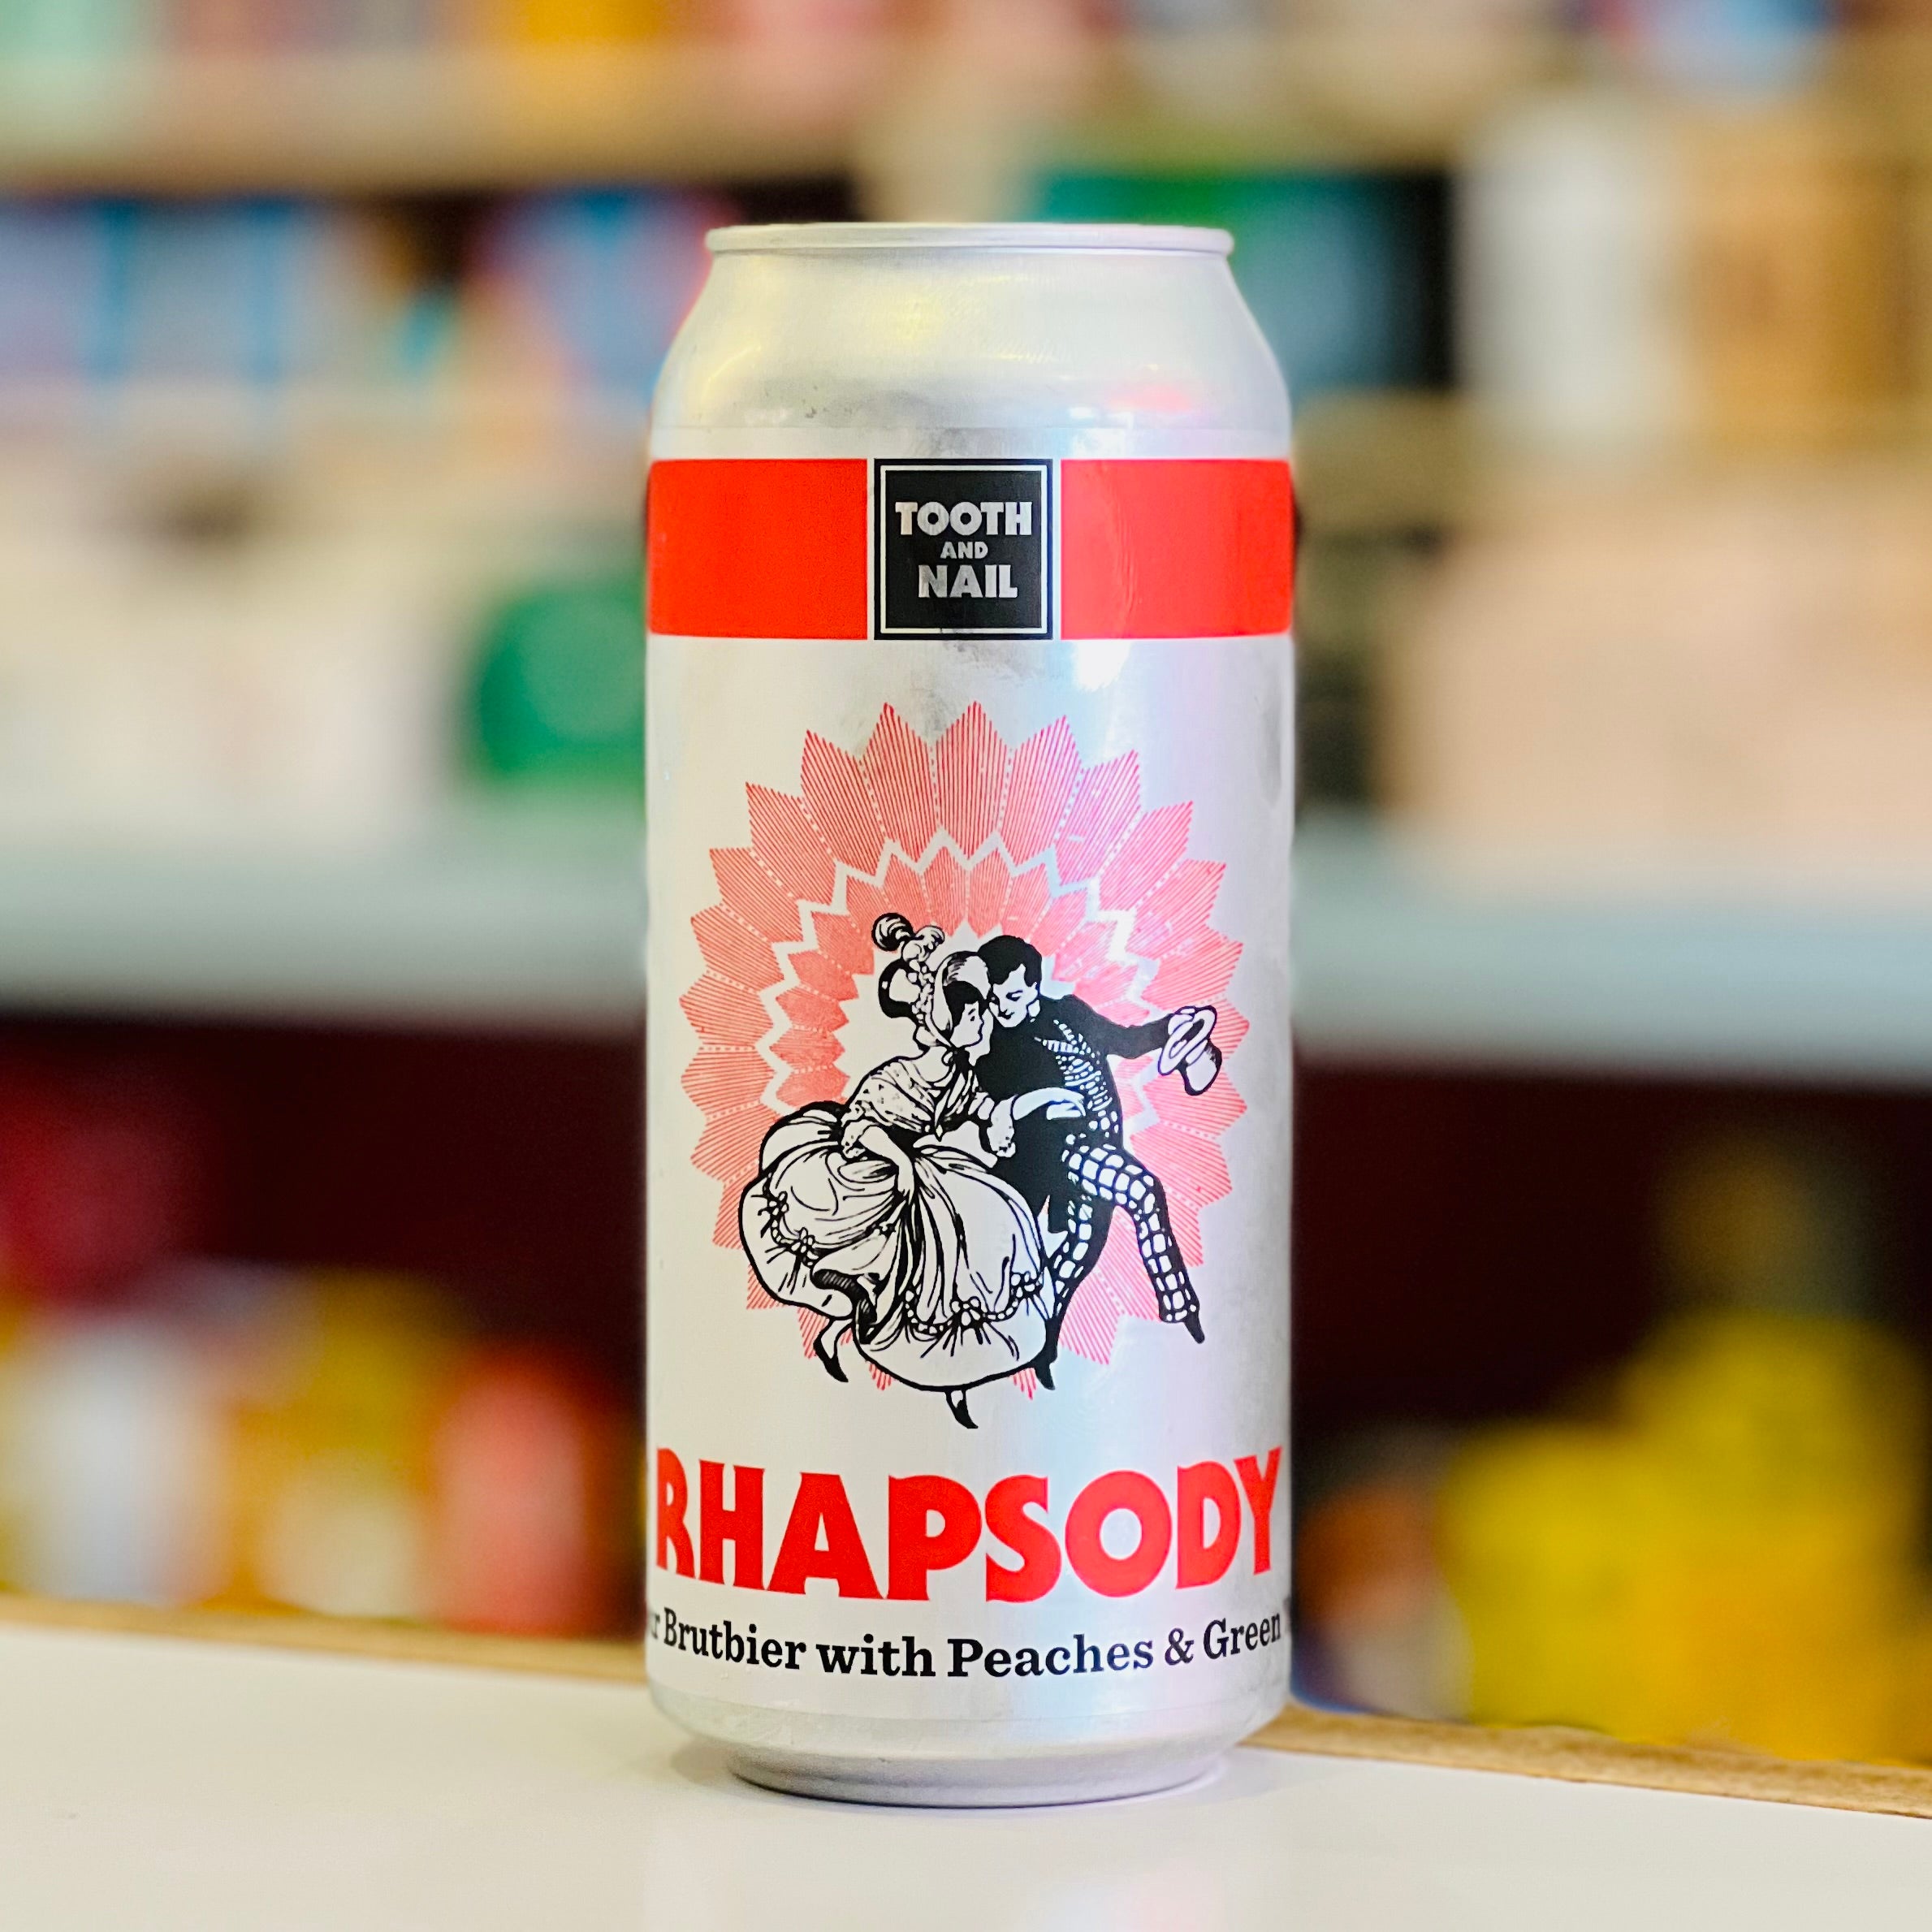 TOOTH
AND
NAIL
RHAPSODY
Brutbier with Peaches & Green